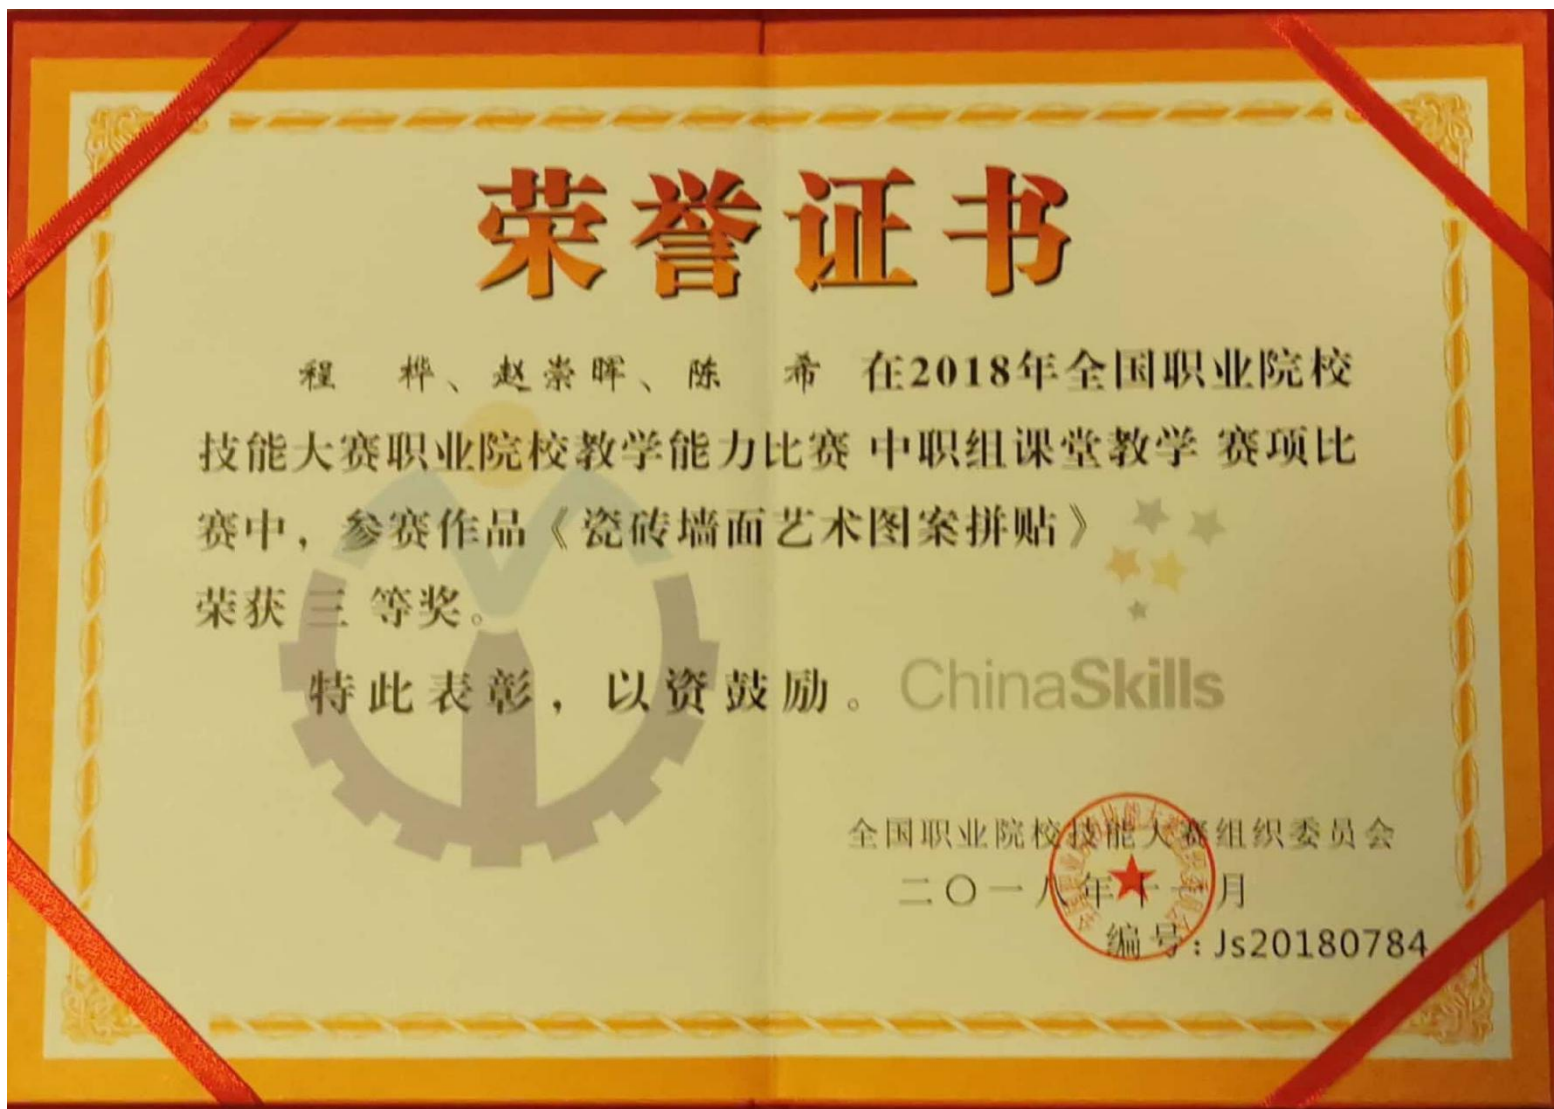 荣誉证书
程 桦、赵崇晖、陈 希 在2018年全国职业院校
技能大赛职业院校教学能力比赛 中职组课堂教学 赛项比
赛中，参赛作品《瓷砖墙面艺术图案拼贴》
荣获 三 等奖。
特此表彰，以资鼓励。
ChinaSkills
全国职业院校技能大赛组织委员会
二〇一八年十一月
编号：Js20180784